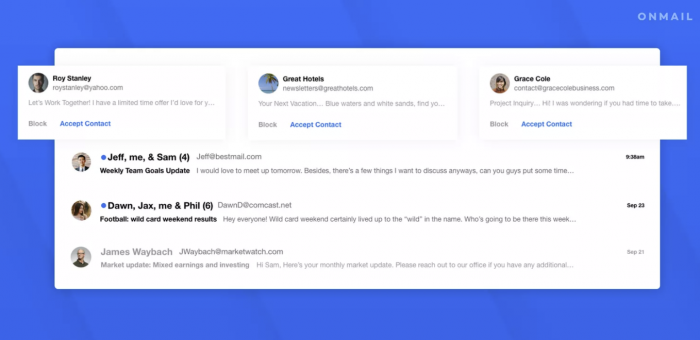 ONMAIL
Roy Stanley
roystanley@yahoo.com
Let's Work Together! I have a limited time offer I'd love for y...
Block Accept Contact
Great Hotels
newsletters@greathotels.com
Your Next Vacation... Blue waters and white sands, find yo...
Block Accept Contact
Grace Cole
contact@gracecolebusiness.com
Project Inquiry... Hi! I was wondering if you had time to take....
Block Accept Contact
Jeff, me, & Sam (4) Jeff@bestmail.com 9:38am
Weekly Team Goals Update I would love to meet up tomorrow. Besides, there's a few things I want to discuss anyways, can you guys put some time...
Dawn, Jax, me & Phil (6) DawnD@comcast.net Sep 23
Football: wild card weekend results Hey everyone! Wild card weekend certainly lived up to the "wild" in the name. Who's going to be there this week...
James Waybach JWaybach@marketwatch.com Sep 21
Market update: Mixed earnings and investing Hi Sam, Here's your monthly market update. Please reach out to our office if you have any additional...